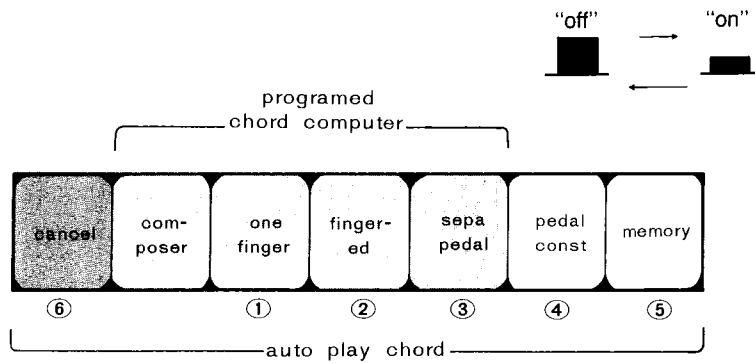 "off" "on"
programed
chord computer
cancel
com-
poser
one
finger
finger-
ed
sepa
pedal
pedal
const
memory
⑥ ① ② ③ ④ ⑤
auto play chord